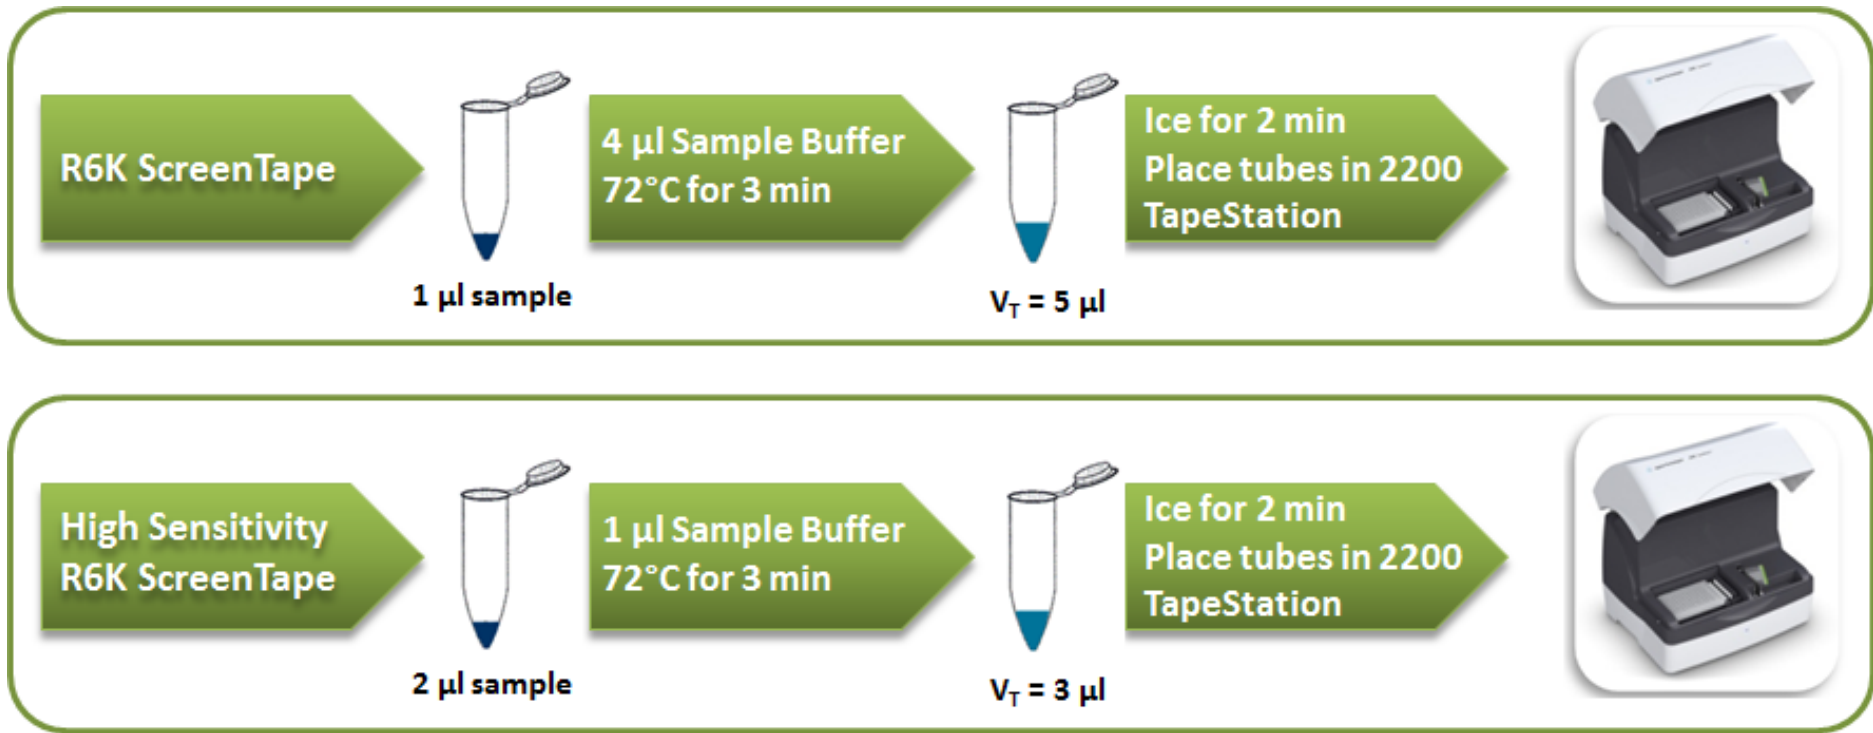 R6K ScreenTape
1 µl sample
4 µl Sample Buffer
72°C for 3 min
V_T = 5 µl
Ice for 2 min
Place tubes in 2200
TapeStation
High Sensitivity
R6K ScreenTape
2 µl sample
1 µl Sample Buffer
72°C for 3 min
V_T = 3 µl
Ice for 2 min
Place tubes in 2200
TapeStation